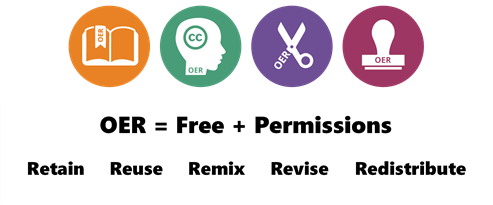 OER
CC
OER
OER
OER
OER = Free + Permissions
Retain Reuse Remix Revise Redistribute